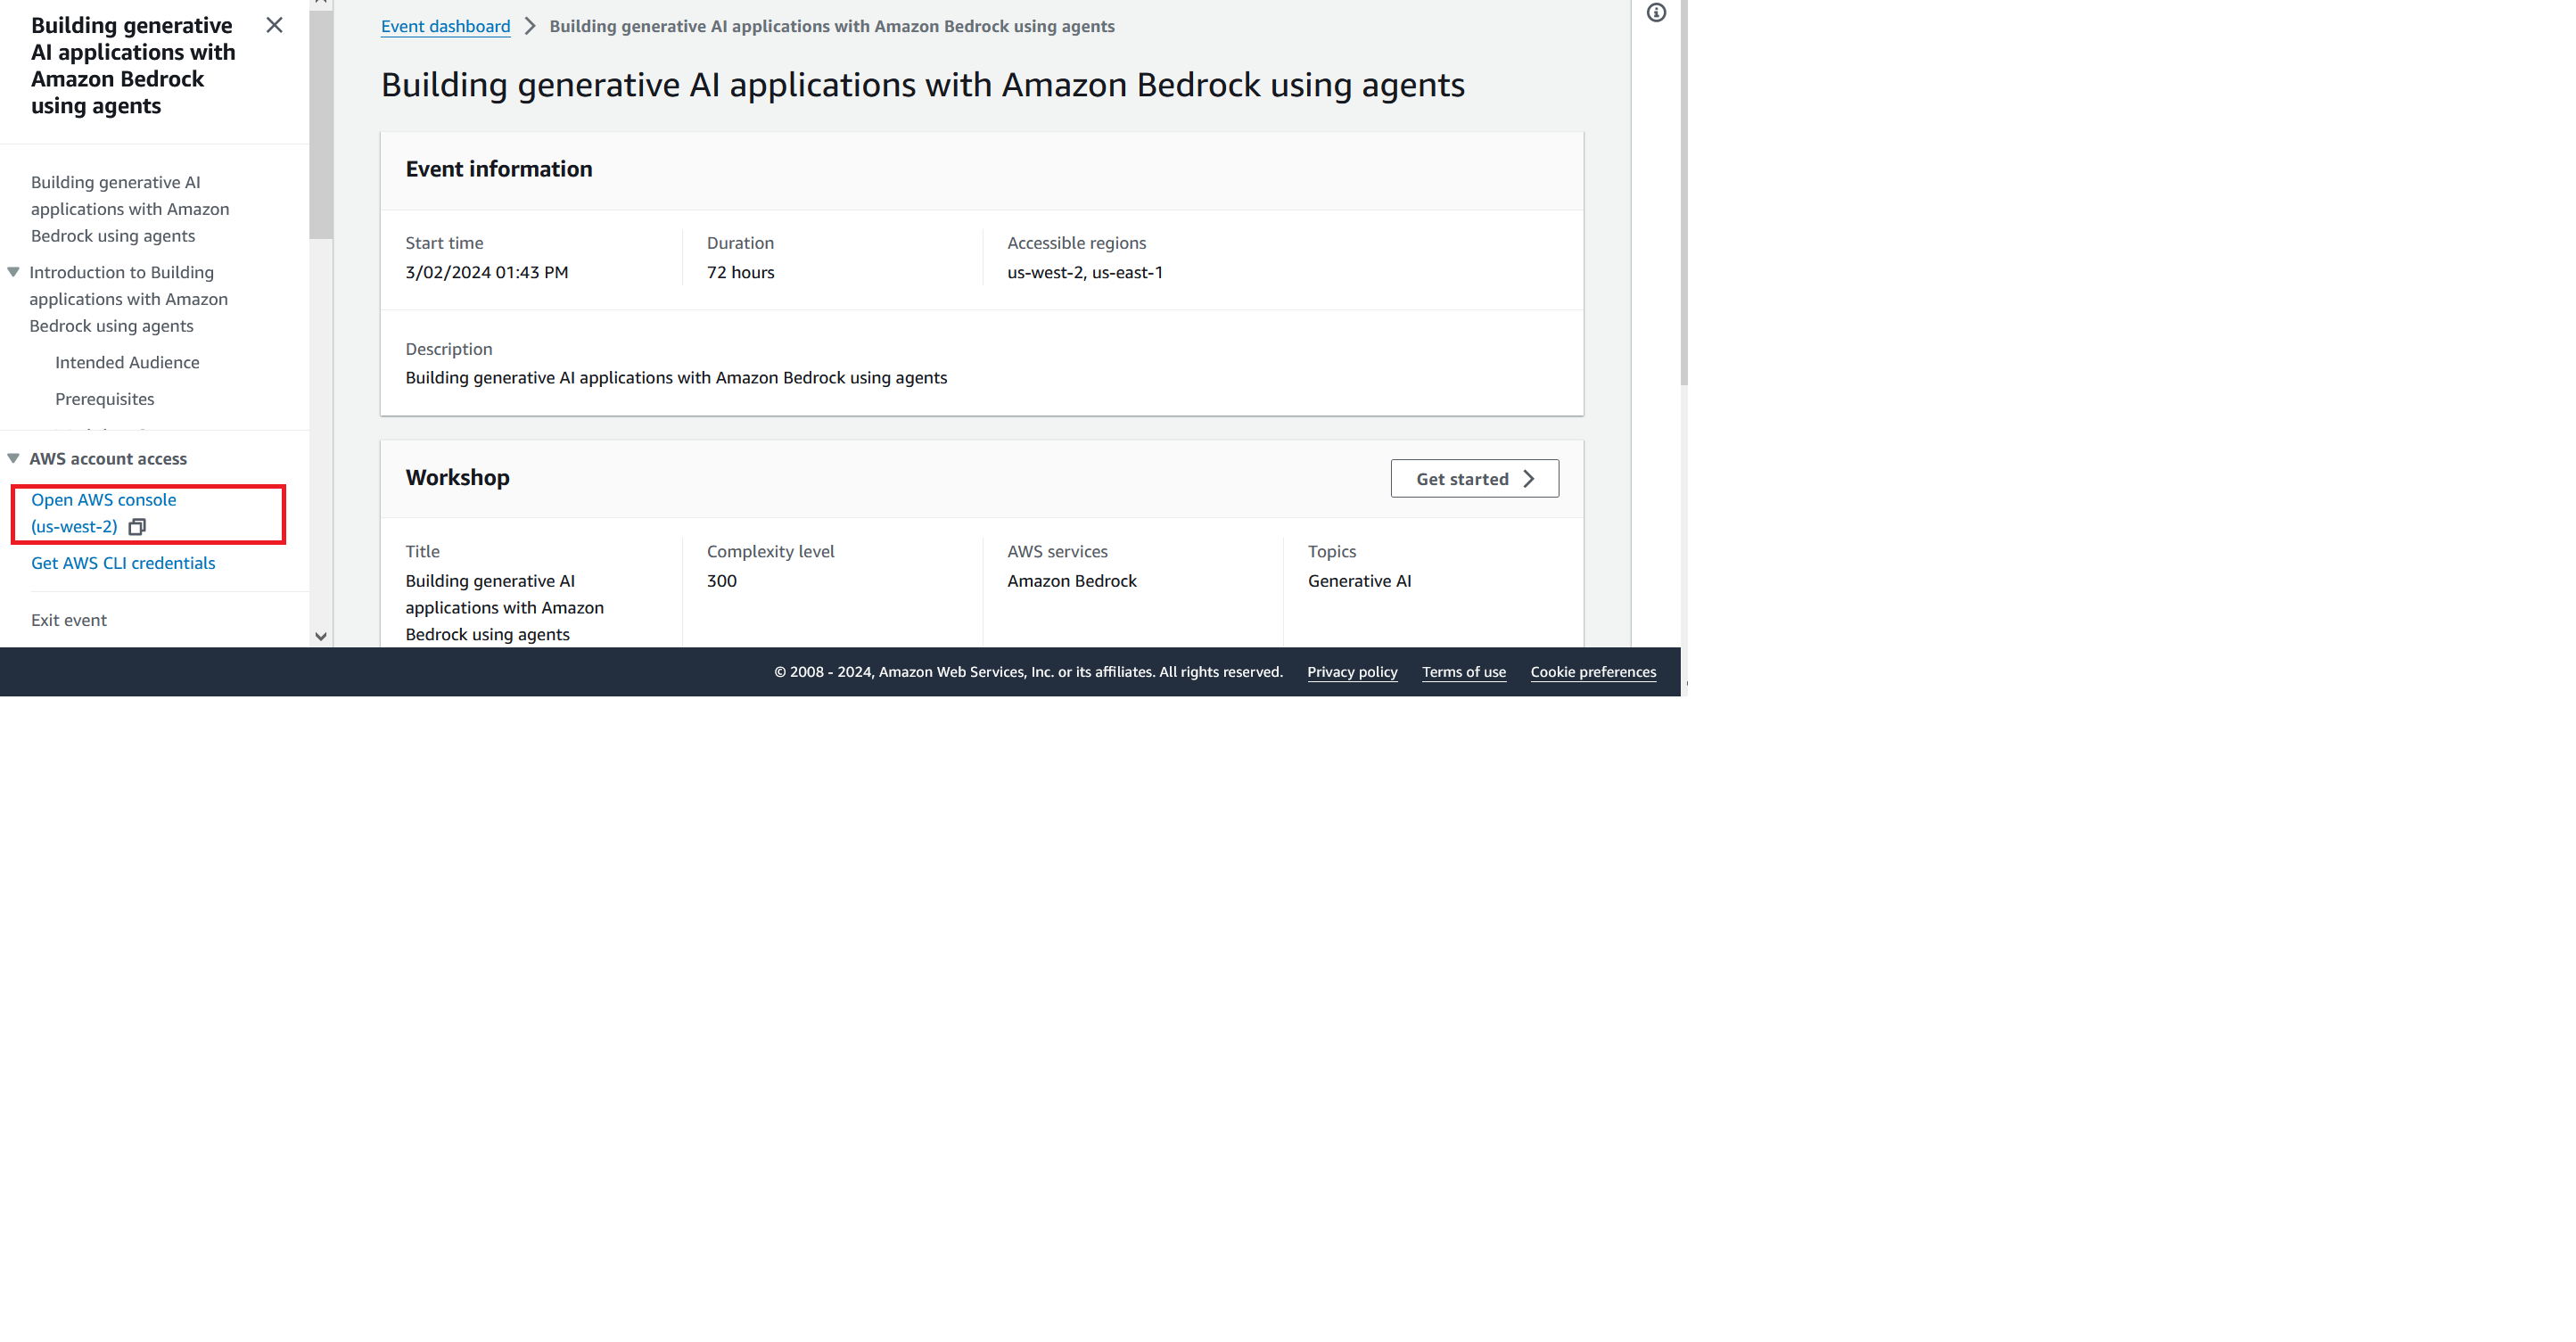 Building generative
AI applications with
Amazon Bedrock
using agents
Building generative AI
applications with Amazon
Bedrock using agents
Introduction to Building
applications with Amazon
Bedrock using agents
Intended Audience
Prerequisites
AWS account access
Open AWS console
(us-west-2)
Get AWS CLI credentials
Exit event
Event dashboard
Building generative AI applications with Amazon Bedrock using agents
Building generative AI applications with Amazon Bedrock using agents
Event information
Start time
3/02/2024 01:43 PM
Duration
72 hours
Accessible regions
us-west-2, us-east-1
Description
Building generative AI applications with Amazon Bedrock using agents
Workshop
Get started
Title
Building generative AI
applications with Amazon
Bedrock using agents
Complexity level
300
AWS services
Amazon Bedrock
Topics
Generative AI
© 2008 - 2024, Amazon Web Services, Inc. or its affiliates. All rights reserved.
Privacy policy
Terms of use
Cookie preferences